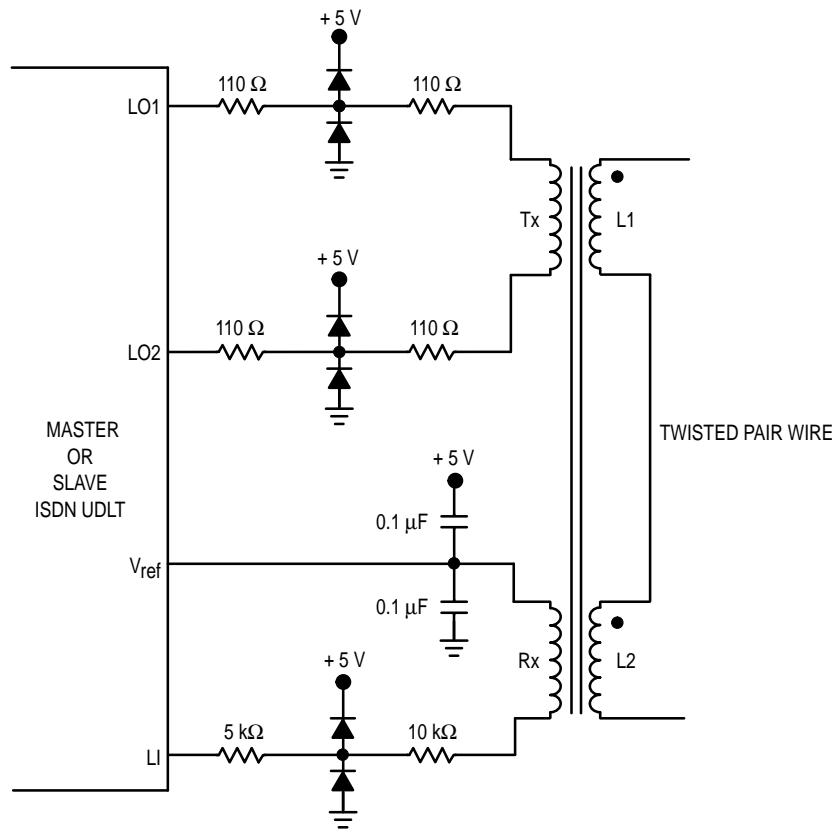 + 5 V
110 Ω
110 Ω
LO1
Tx
L1
+ 5 V
110 Ω
110 Ω
LO2
MASTER
OR
SLAVE
ISDN UDLT
TWISTED PAIR WIRE
+ 5 V
0.1 µF
Vref
0.1 µF
Rx
L2
+ 5 V
5 kΩ
10 kΩ
LI